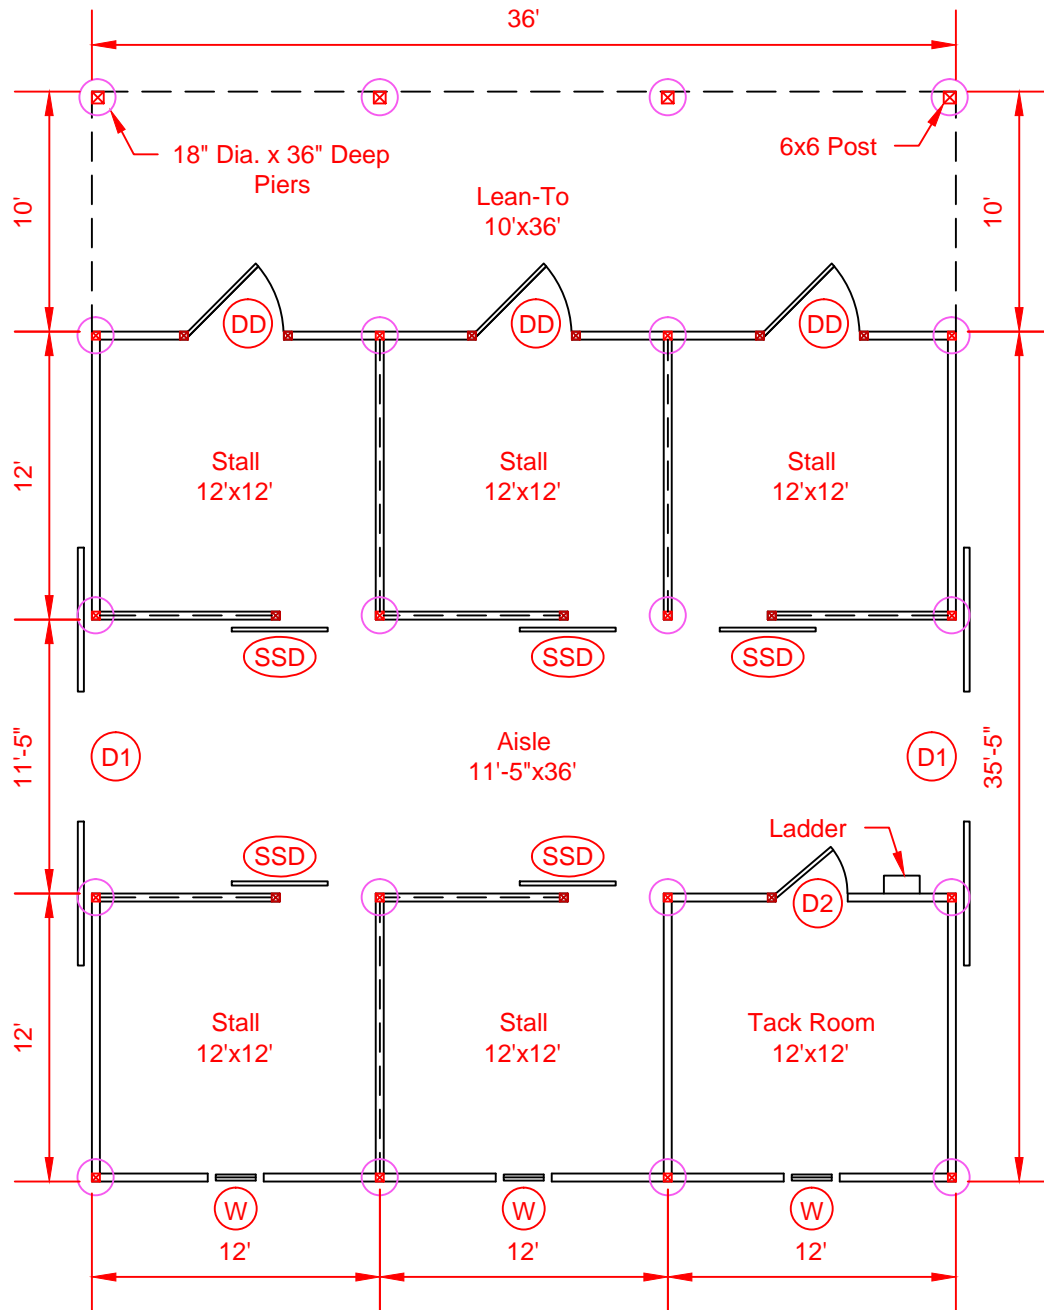 36'
18" Dia. x 36" Deep
Piers
6x6 Post
10'
Lean-To
10'x36'
10'
DD
DD
DD
12'
Stall
12'x12'
Stall
12'x12'
Stall
12'x12'
SSD
SSD
SSD
11'-5"
D1
Aisle
11'-5"x36'
D1
35'-5"
Ladder
SSD
SSD
D2
12'
Stall
12'x12'
Stall
12'x12'
Tack Room
12'x12'
W
W
W
12'
12'
12'